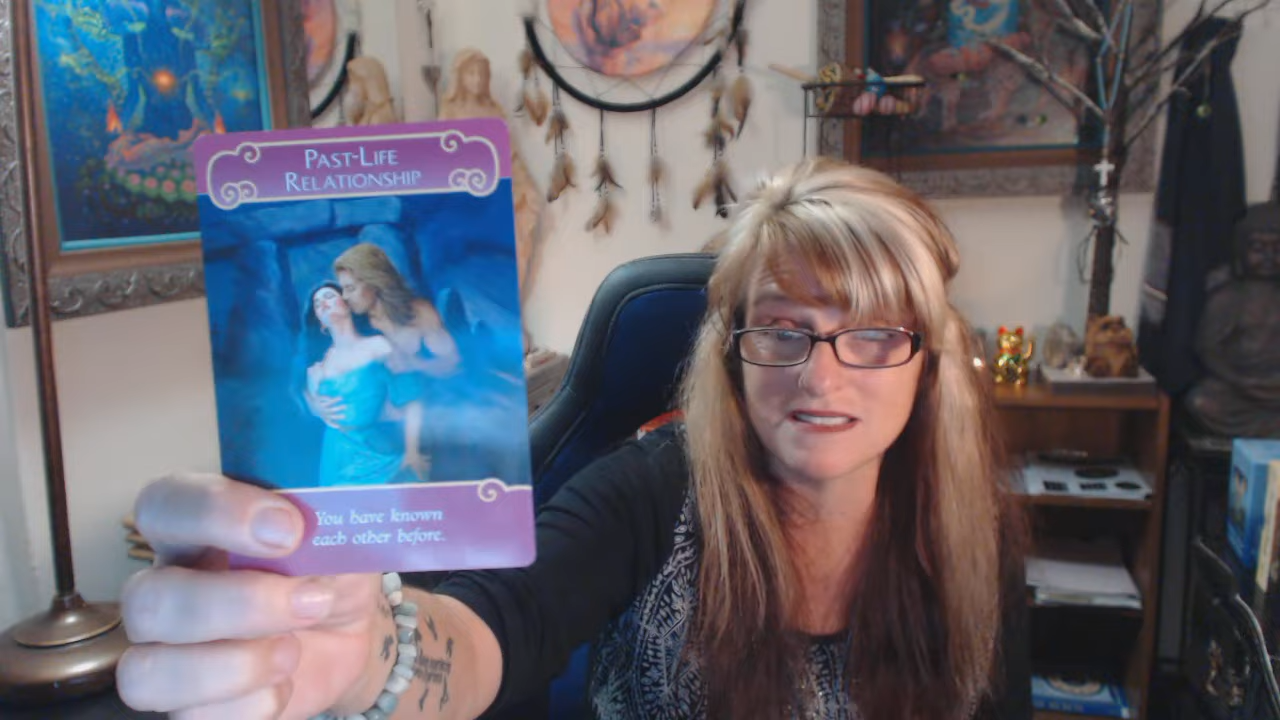 PAST-LIFE
RELATIONSHIP
You have known
each other before.